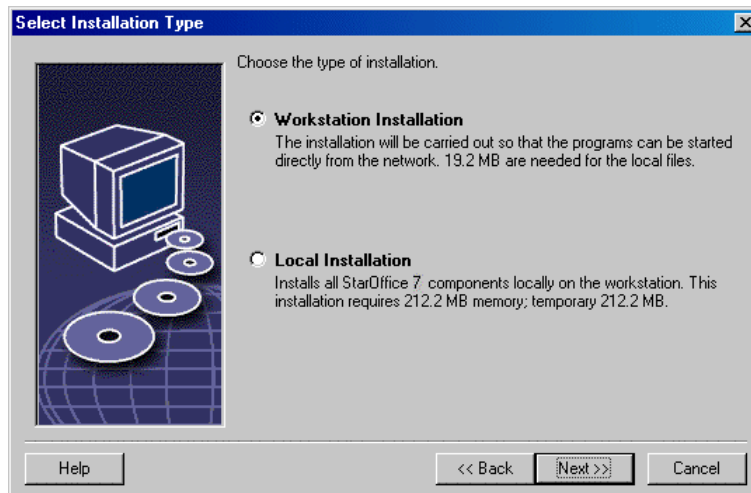 Select Installation Type
Choose the type of installation.
Workstation Installation
The installation will be carried out so that the programs can be started
directly from the network. 19.2 MB are needed for the local files.
Local Installation
Installs all StarOffice 7 components locally on the workstation. This
installation requires 212.2 MB memory; temporary 212.2 MB.
Help
<< Back
Next >>
Cancel